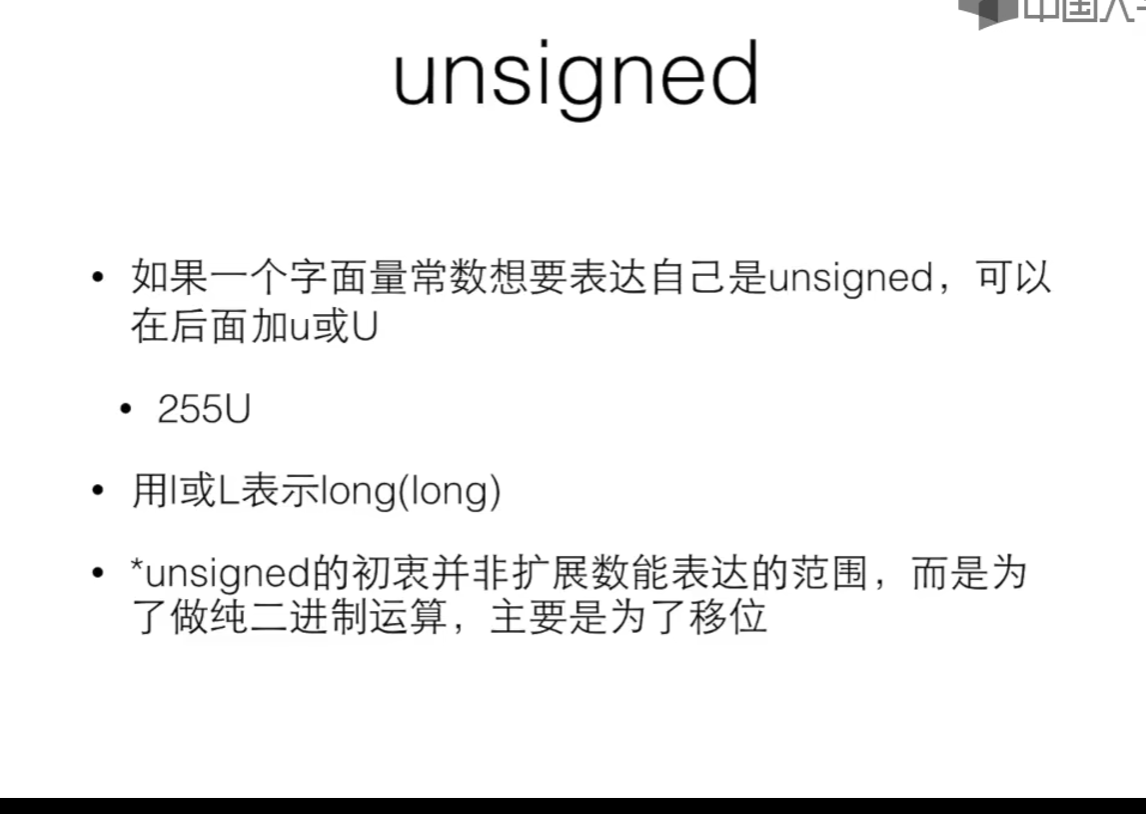 中国大
unsigned
• 如果一个字面量常数想要表达自己是unsigned，可以
在后面加u或U
• 255U
• 用l或L表示long(long)
• *unsigned的初衷并非扩展数能表达的范围，而是为
了做纯二进制运算，主要是为了移位